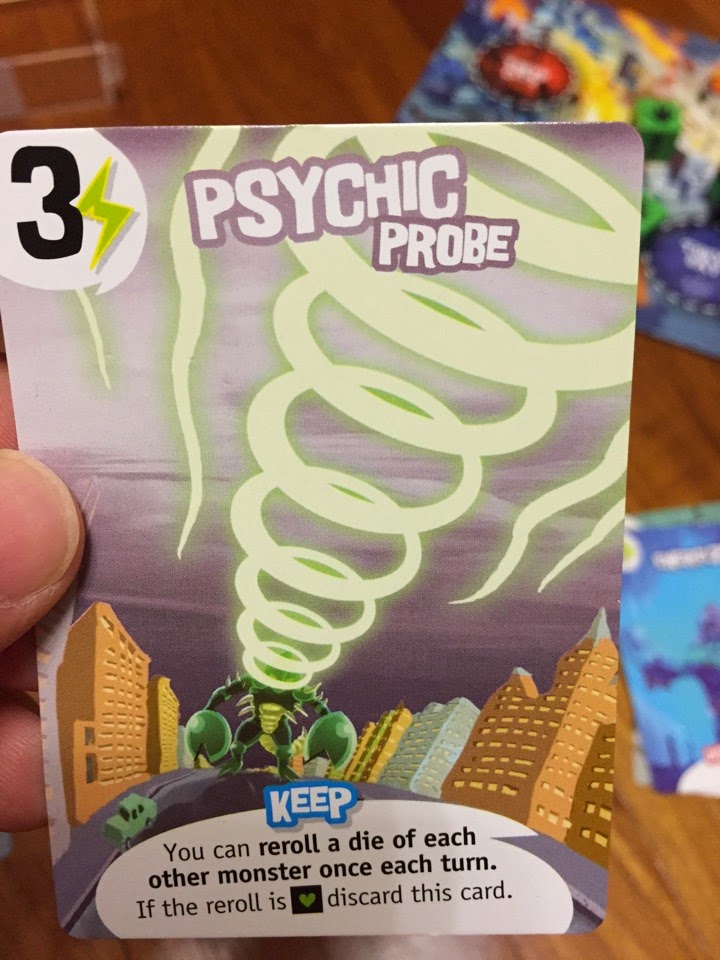 3
PSYCHIC
PROBE
KEEP
You can reroll a die of each
other monster once each turn.
If the reroll is discard this card.